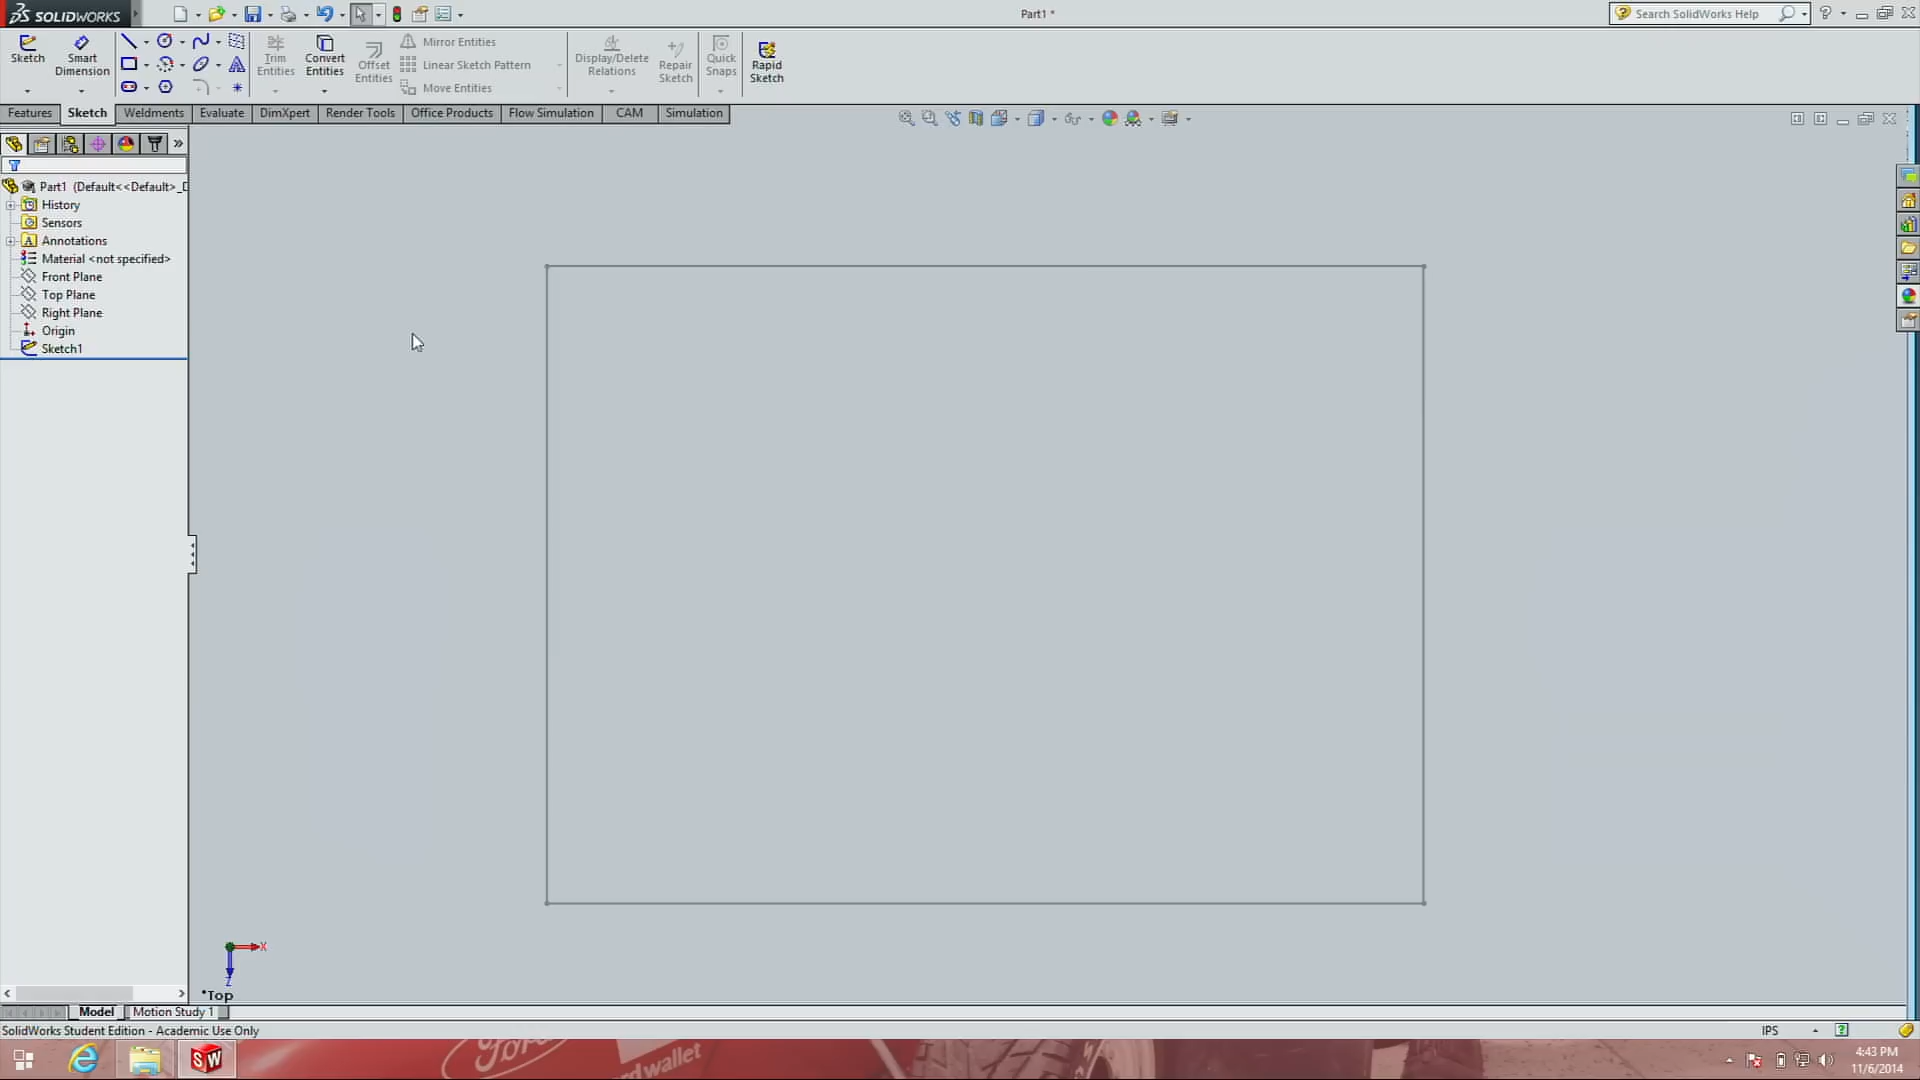 SOLIDWORKS
Part1 *
Search SolidWorks Help
Sketch
Smart Dimension
Trim Entities
Convert Entities
Offset Entities
Mirror Entities
Linear Sketch Pattern
Move Entities
Display/Delete Relations
Repair Sketch
Quick Snaps
Rapid Sketch
Features Sketch Weldments Evaluate DimXpert Render Tools Office Products Flow Simulation CAM Simulation
Part1 (Default<<Default>_D
History
Sensors
Annotations
Material <not specified>
Front Plane
Top Plane
Right Plane
Origin
Sketch1
X
Z
*Top
Model Motion Study 1
SolidWorks Student Edition - Academic Use Only
IPS
Ford
SW
4:43 PM
11/6/2014